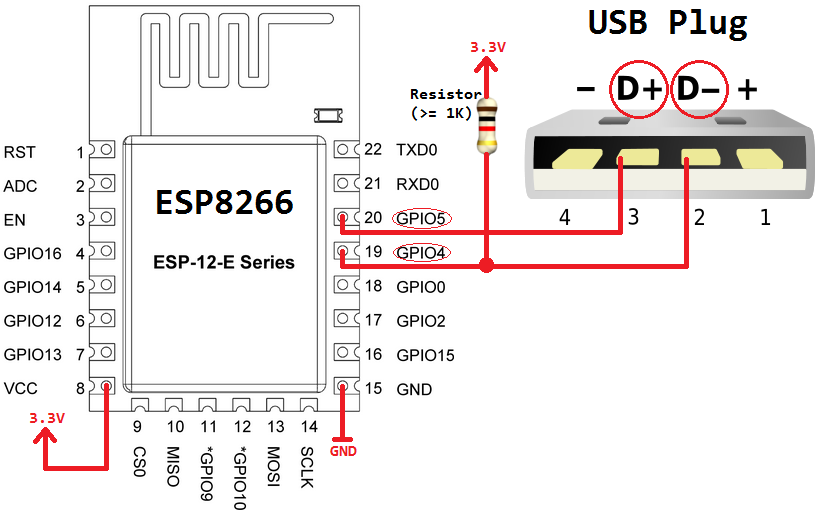 USB Plug
3.3V
Resistor
(>= 1K)
- D+ D- +
4 3 2 1
ESP8266
ESP-12-E Series
RST 1
ADC 2
EN 3
GPIO16 4
GPIO14 5
GPIO12 6
GPIO13 7
VCC 8
22 TXD0
21 RXD0
20 GPIO5
19 GPIO4
18 GPIO0
17 GPIO2
16 GPIO15
15 GND
3.3V
GND
9 10 11 12 13 14
CS0
MISO
*GPIO9
*GPIO10
MOSI
SCLK